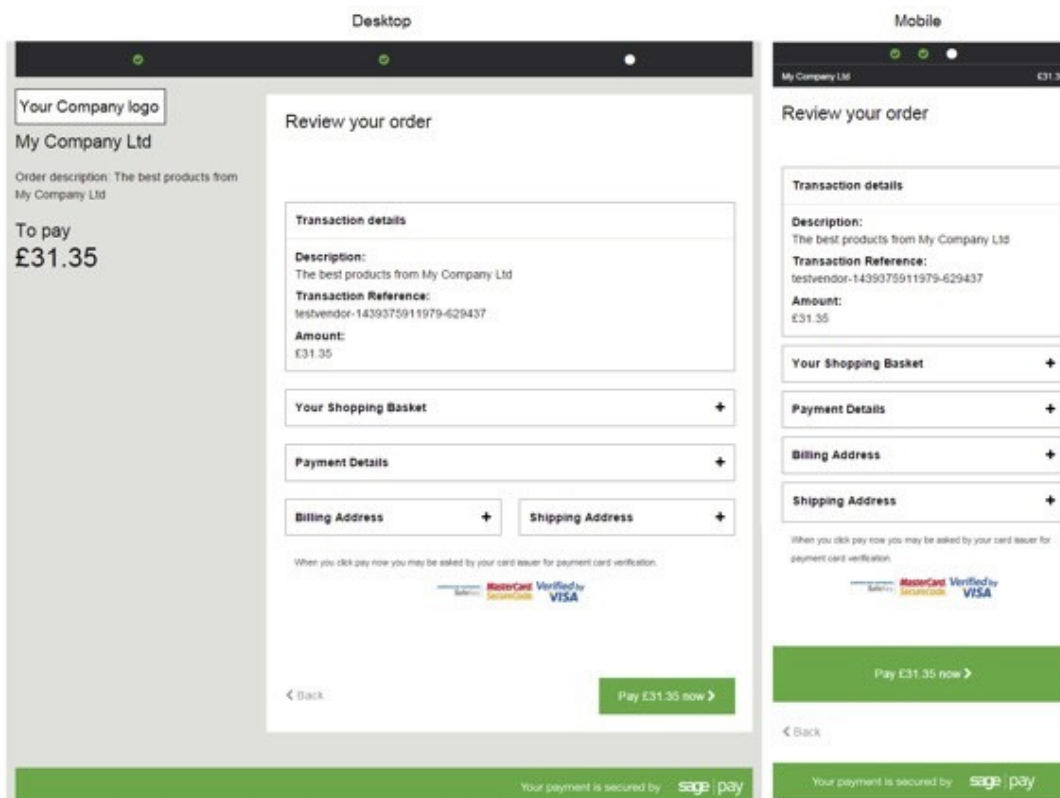 Desktop
Your Company logo
My Company Ltd
Order description: The best products from
My Company Ltd
To pay
£31.35
Review your order
Transaction details
Description:
The best products from My Company Ltd
Transaction Reference:
testvendor-1439375911979-629437
Amount:
£31.35
Your Shopping Basket +
Payment Details +
Billing Address + Shipping Address +
When you click pay now you may be asked by your card issuer for payment card verification.
SafeKey MasterCard Verified by
SecureCode VISA
Back Pay £31.35 now
Your payment is secured by sage pay
Mobile
My Company Ltd £31.3
Review your order
Transaction details
Description:
The best products from My Company Ltd
Transaction Reference:
testvendor-1439375911979-629437
Amount:
£31.35
Your Shopping Basket +
Payment Details +
Billing Address +
Shipping Address +
When you click pay now you may be asked by your card issuer for
payment card verification.
SafeKey MasterCard Verified by
SecureCode VISA
Pay £31.35 now
Back
Your payment is secured by sage pay